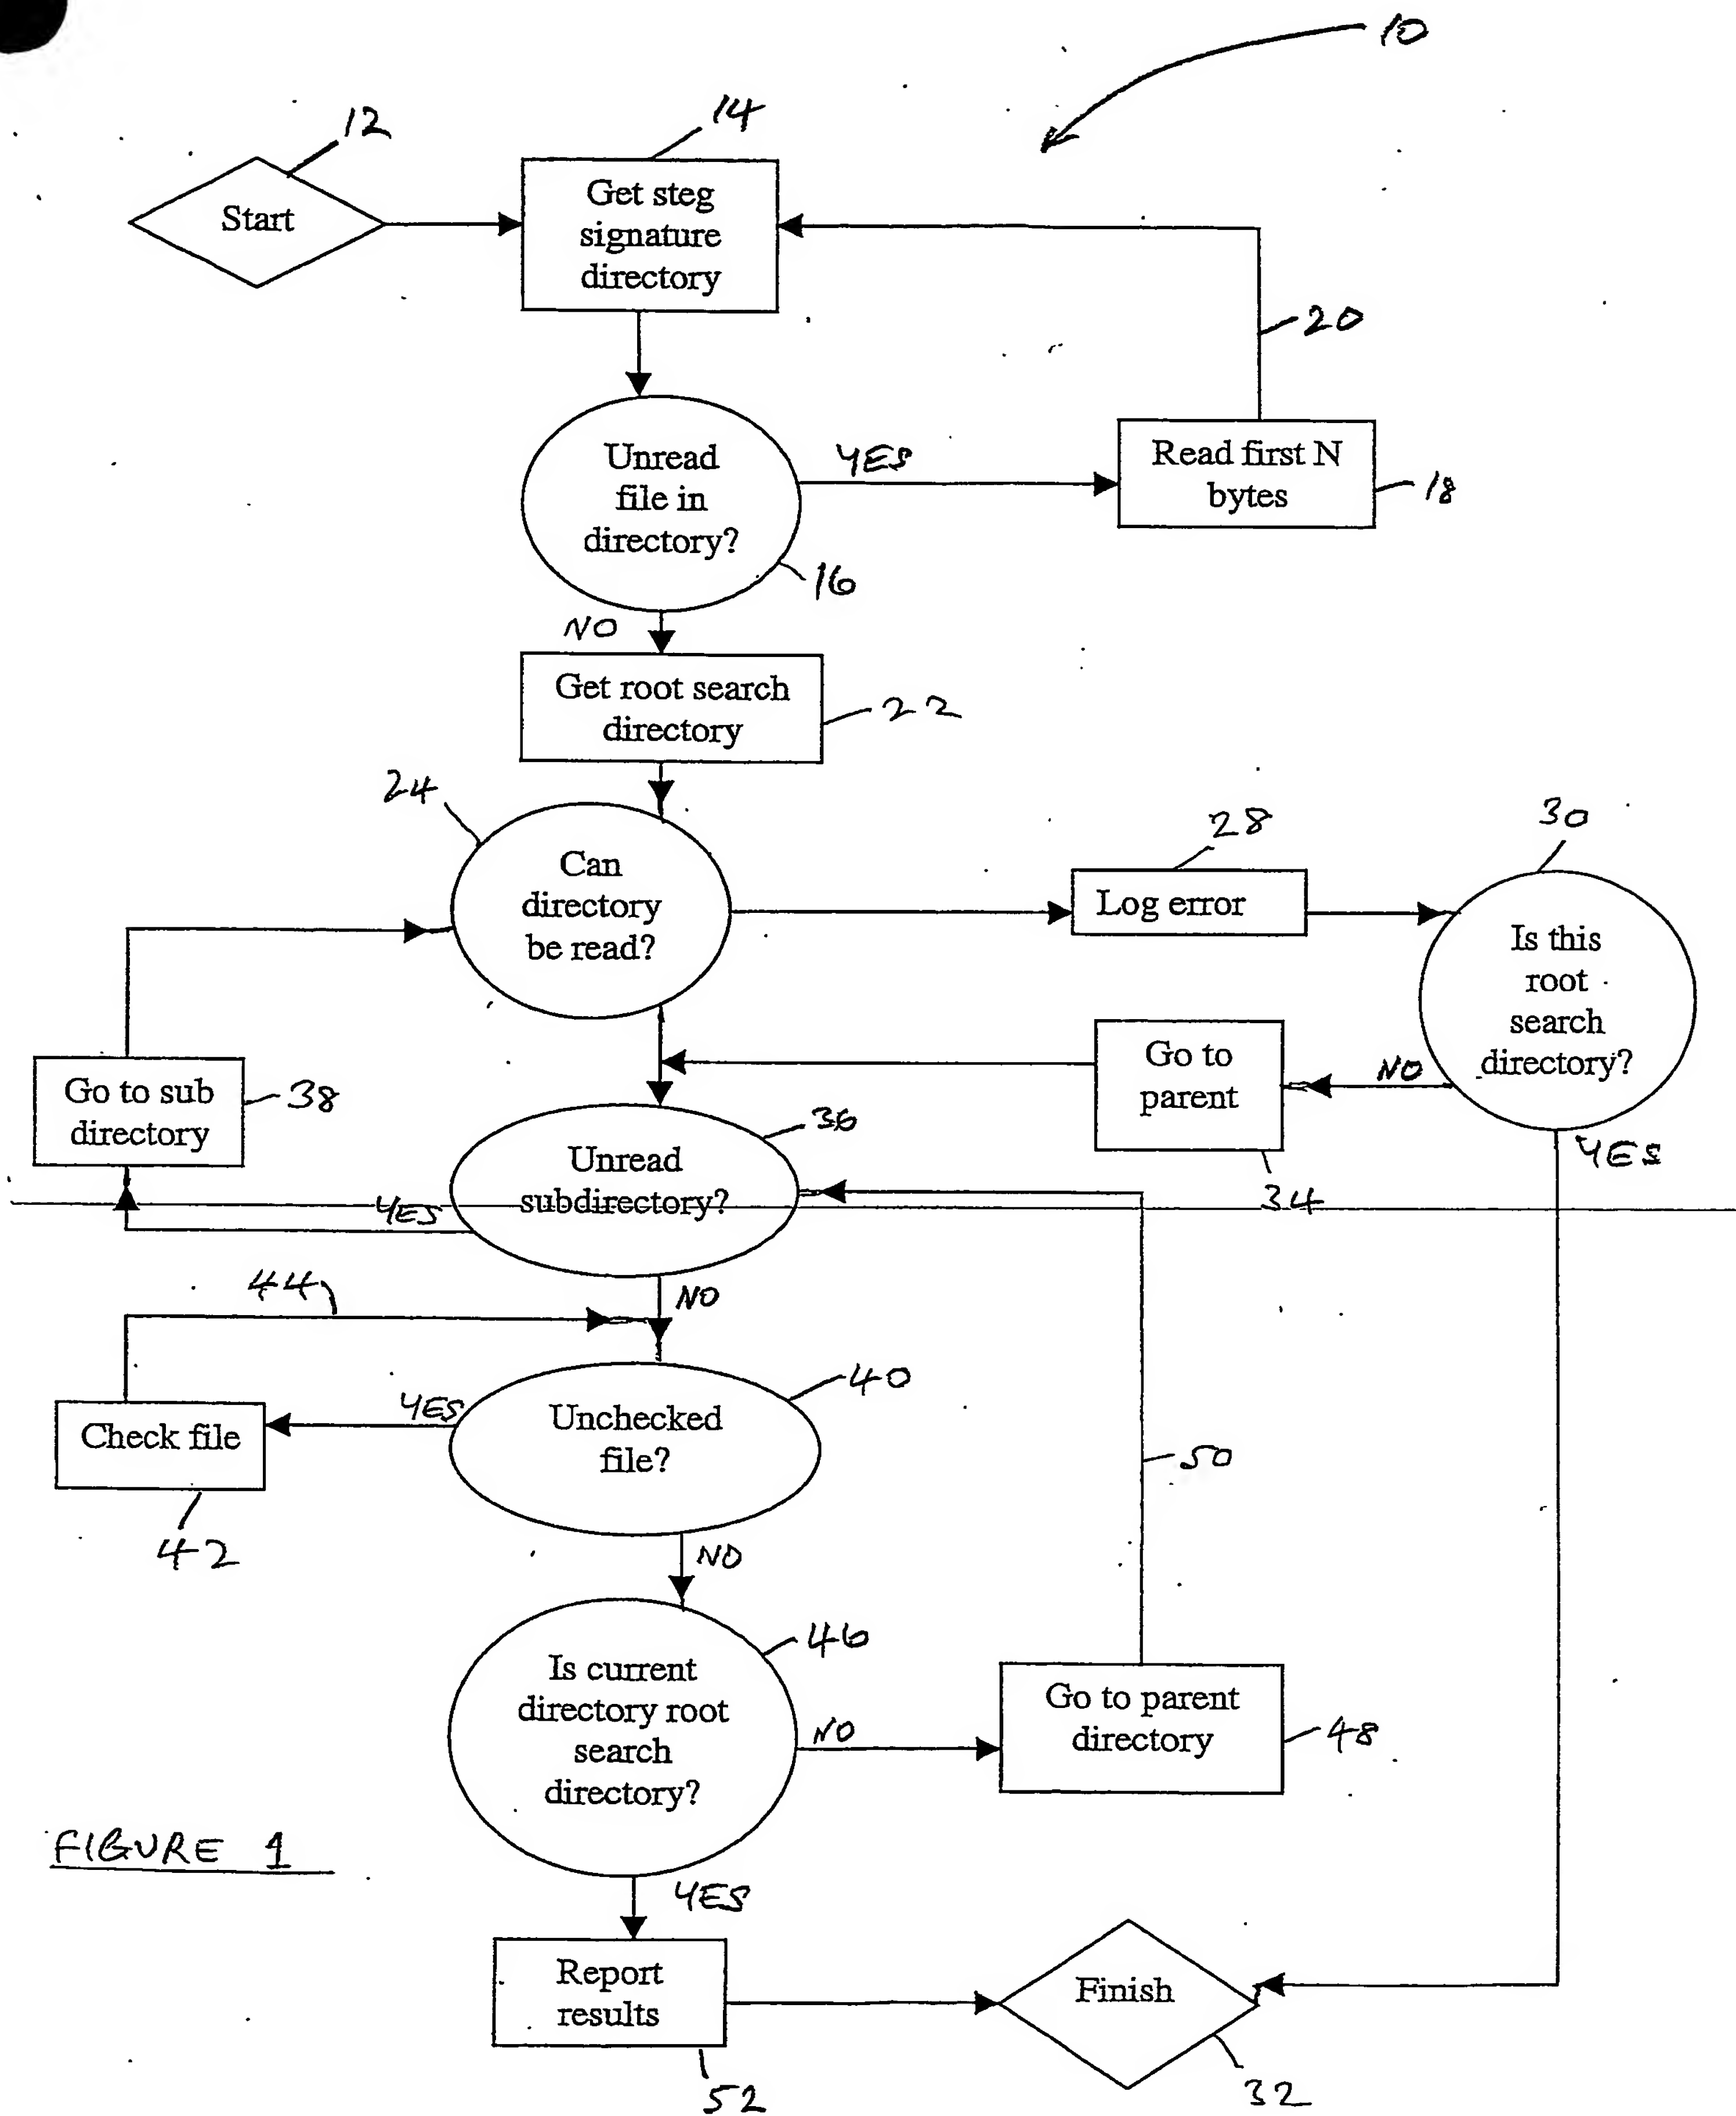 10
12
14
Start
Get steg
signature
directory
20
Unread
file in
directory?
YES
Read first N
bytes
18
16
NO
Get root search
directory
22
24
Can
directory
be read?
28
Log error
30
Is this
root
search
directory?
Go to sub
directory
38
Go to
parent
NO
34
YES
36
Unread
subdirectory?
YES
NO
44
40
Unchecked
file?
YES
Check file
42
NO
50
46
Is current
directory root
search
directory?
NO
Go to parent
directory
48
FIGURE 1
YES
Report
results
52
Finish
32